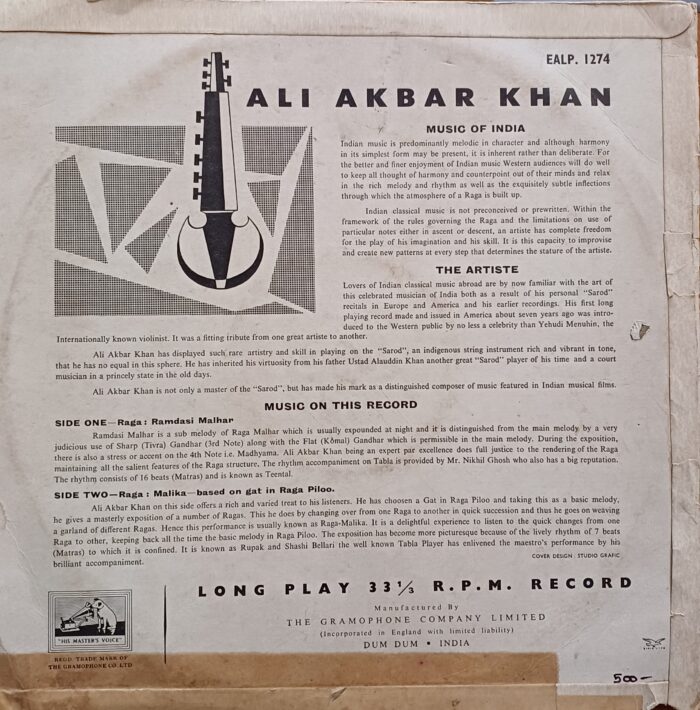 EALP. 1274
ALI AKBAR KHAN
MUSIC OF INDIA
Indian music is predominantly melodic in character and although harmony
in its simplest form may be present, it is inherent rather than deliberate. For
the better and finer enjoyment of Indian music Western audiences will do well
to keep all thought of harmony and counterpoint out of their minds and relax
in the rich melody and rhythm as well as the exquisitely subtle inflections
through which the atmosphere of a Raga is built up.
Indian classical music is not preconceived or prewritten. Within the
framework of the rules governing the Raga and the limitations on use of
particular notes either in ascent or descent, an artiste has complete freedom
for the play of his imagination and his skill. It is this capacity to improvise
and create new patterns at every step that determines the stature of the artiste.
THE ARTISTE
Lovers of Indian classical music abroad are by now familiar with the art of
this celebrated musician of India both as a result of his personal "Sarod"
recitals in Europe and America and his earlier recordings. His first long
playing record made and issued in America about seven years ago was intro-
duced to the Western public by no less a celebrity than Yehudi Menuhin, the
Internationally known violinist. It was a fitting tribute from one great artiste to another.
Ali Akbar Khan has displayed such rare artistry and skill in playing on the "Sarod", an indigenous string instrument rich and vibrant in tone,
that he has no equal in this sphere. He has inherited his virtuosity from his father Ustad Alauddin Khan another great "Sarod" player of his time and a court
musician in a princely state in the old days.
Ali Akbar Khan is not only a master of the "Sarod", but has made his mark as a distinguished composer of music featured in Indian musical films.
MUSIC ON THIS RECORD
SIDE ONE—Raga : Ramdasi Malhar
Ramdasi Malhar is a sub melody of Raga Malhar which is usually expounded at night and it is distinguished from the main melody by a very
judicious use of Sharp (Tivra) Gandhar (3rd Note) along with the Flat (Kômal) Gandhar which is permissible in the main melody. During the exposition,
there is also a stress or accent on the 4th Note i.e. Madhyama. Ali Akbar Khan being an expert par excellence does full justice to the rendering of the Raga
maintaining all the salient features of the Raga structure. The rhythm accompaniment on Tabla is provided by Mr. Nikhil Ghosh who also has a big reputation.
The rhythm consists of 16 beats (Matras) and is known as Teental.
SIDE TWO—Raga : Malika—based on gat in Raga Piloo.
Ali Akbar Khan on this side offers a rich and varied treat to his listeners. He has choosen a Gat in Raga Piloo and taking this as a basic melody,
he gives a masterly exposition of a number of Ragas. This he does by changing over from one Raga to another in quick succession and thus he goes on weaving
a garland of different Ragas. Hence this performance is usually known as Raga-Malika. It is a delightful experience to listen to the quick changes from one
Raga to other, keeping back all the time the basic melody in Raga Piloo. The exposition has become more picturesque because of the lively rhythm of 7 beats
(Matras) to which it is confined. It is known as Rupak and Shashi Bellari the well known Tabla Player has enlivened the maestro's performance by his
brilliant accompaniment.
COVER DESIGN : STUDIO GRAFIC
LONG PLAY 33⅓ R.P.M. RECORD
Manufactured By
THE GRAMOPHONE COMPANY LIMITED
(Incorporated in England with limited liability)
DUM DUM • INDIA
"HIS MASTER'S VOICE"
REGD. TRADE MARK OF
THE GRAMOPHONE CO. LTD
500—